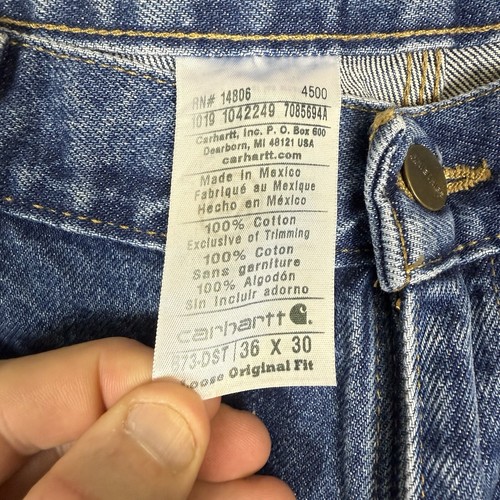 RN# 14806 4500
1019 1042249 7085694A
Carhartt, Inc. P. O. Box 600
Dearborn, MI 48121 USA
carhartt.com
Made in Mexico
Fabriqué au Mexique
Hecho en México
100% Cotton
Exclusive of Trimming
100% Coton
Sans garniture
100% Algodón
Sin incluir adorno
carhartt
373-DST 36 X 30
Loose Original Fit